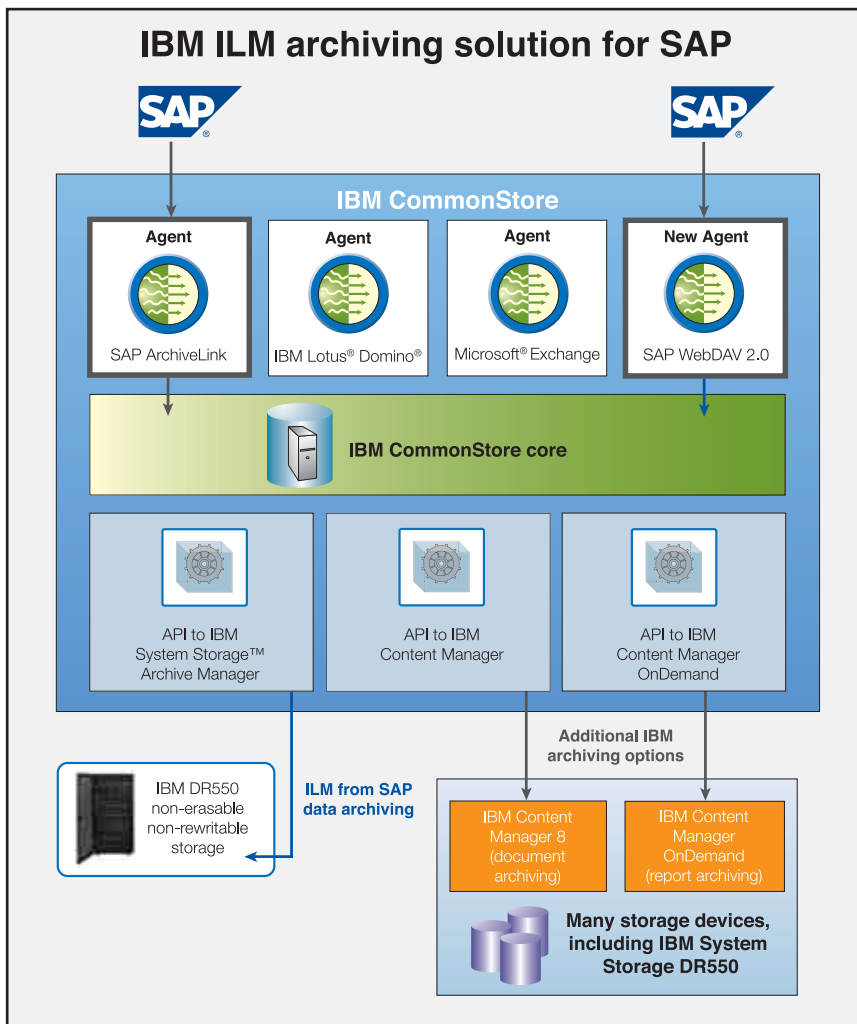 IBM ILM archiving solution for SAP
SAP®
SAP®
IBM CommonStore
Agent
SAP ArchiveLink
Agent
IBM Lotus® Domino®
Agent
Microsoft® Exchange
New Agent
SAP WebDAV 2.0
IBM CommonStore core
API to IBM
System Storage™
Archive Manager
API to IBM
Content Manager
API to IBM
Content Manager
OnDemand
Additional IBM
archiving options
IBM DR550
non-erasable
non-rewritable
storage
ILM from SAP
data archiving
IBM Content
Manager 8
(document
archiving)
IBM Content
Manager
OnDemand
(report archiving)
Many storage devices,
including IBM System
Storage DR550